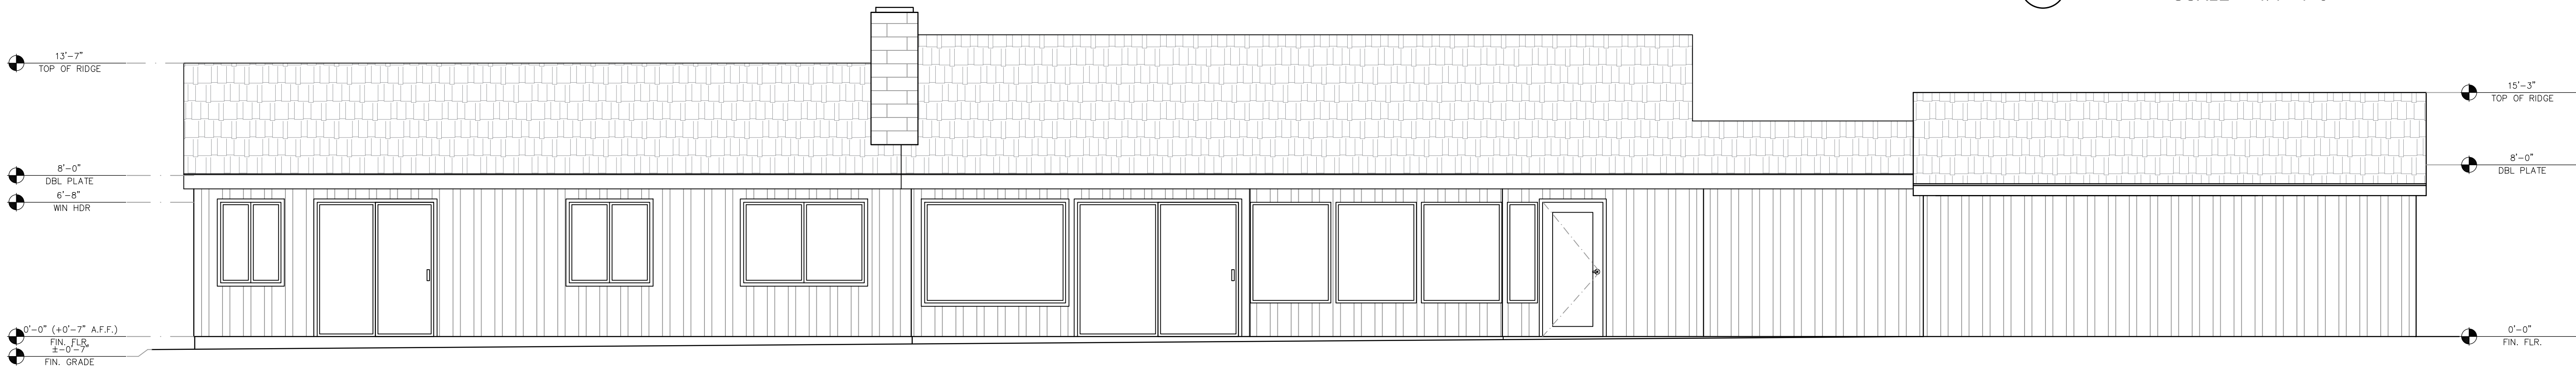 13'-7"
TOP OF RIDGE
8'-0"
DBL PLATE
6'-8"
WIN HDR
0'-0" (+0'-7" A.F.F.)
FIN. FLR.
±-0'-7"
FIN. GRADE
15'-3"
TOP OF RIDGE
8'-0"
DBL PLATE
0'-0"
FIN. FLR.